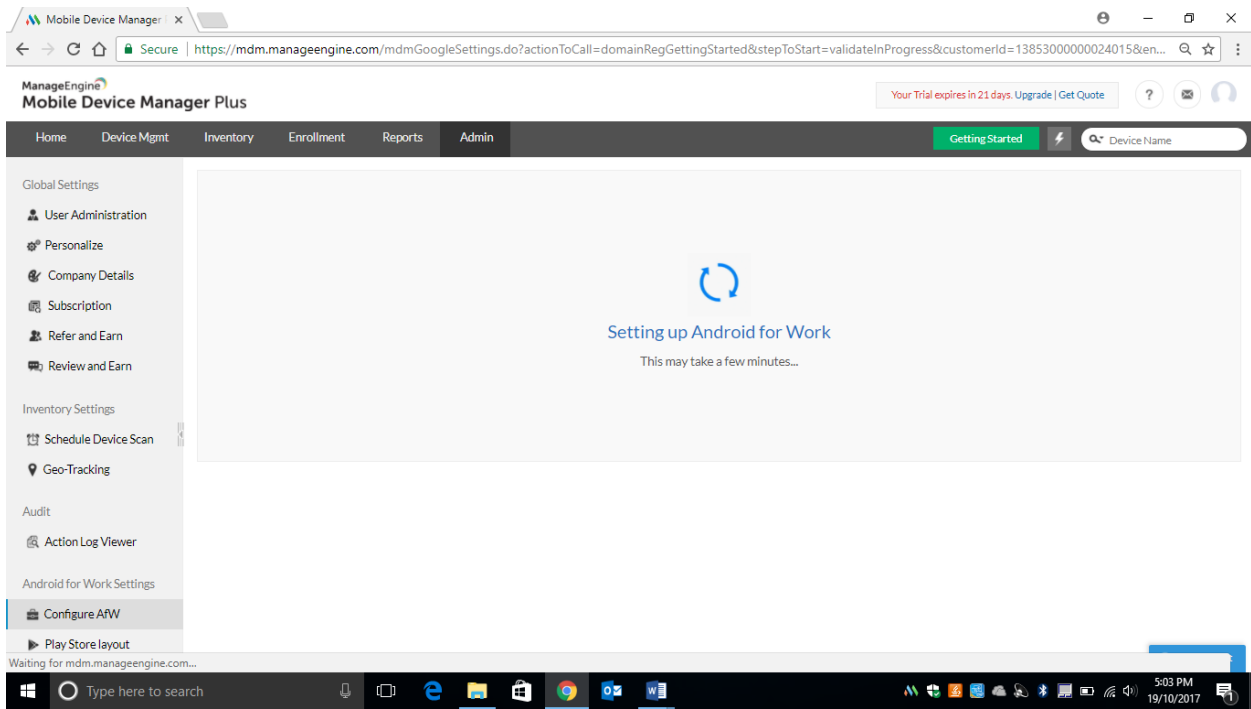 Mobile Device Manager
Secure | https://mdm.manageengine.com/mdmGoogleSettings.do?actionToCall=domainRegGettingStarted&stepToStart=validateInProgress&customerId=13853000000024015&en...
ManageEngine
Mobile Device Manager Plus
Your Trial expires in 21 days. Upgrade | Get Quote
?
Home Device Mgmt Inventory Enrollment Reports Admin
Getting Started
Device Name
Global Settings
User Administration
Personalize
Company Details
Subscription
Refer and Earn
Review and Earn
Inventory Settings
Schedule Device Scan
Geo-Tracking
Audit
Action Log Viewer
Android for Work Settings
Configure AfW
Play Store layout
Setting up Android for Work
This may take a few minutes...
Waiting for mdm.manageengine.com...
Type here to search
5:03 PM
19/10/2017